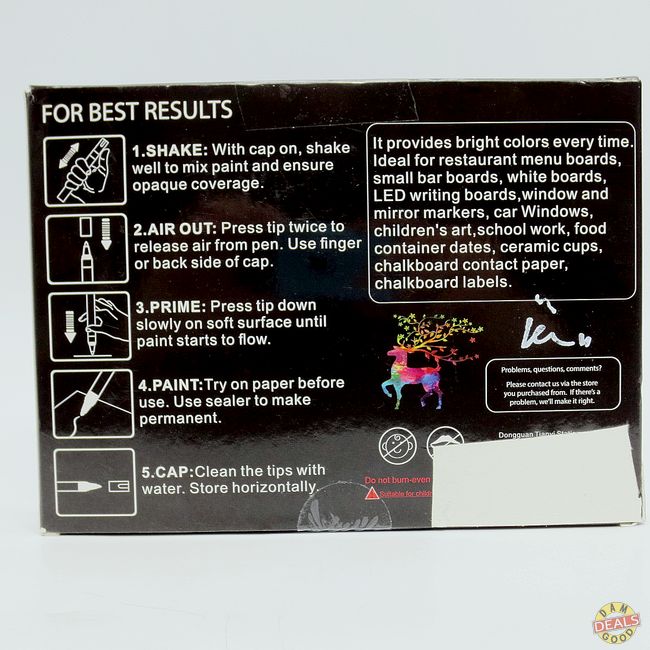 FOR BEST RESULTS
1.SHAKE: With cap on, shake
well to mix paint and ensure
opaque coverage.
2.AIR OUT: Press tip twice to
release air from pen. Use finger
or back side of cap.
3.PRIME: Press tip down
slowly on soft surface until
paint starts to flow.
4.PAINT:Try on paper before
use. Use sealer to make
permanent.
5.CAP:Clean the tips with
water. Store horizontally.
It provides bright colors every time.
Ideal for restaurant menu boards,
small bar boards, white boards,
LED writing boards,window and
mirror markers, car Windows,
children's art,school work, food
container dates, ceramic cups,
chalkboard contact paper,
chalkboard labels.
Problems, questions, comments?
Please contact us via the store
you purchased from. If there's a
problem, we'll make it right.
Dongguan
Do not burn-even
Suitable for
DAM
DEALS
GOOD